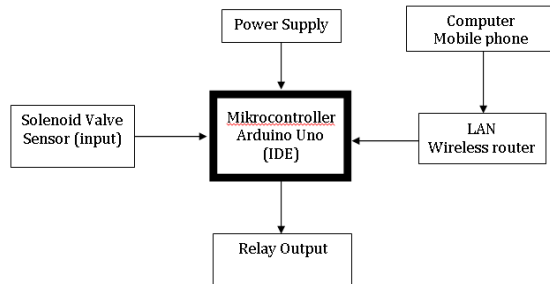 Power Supply
Computer
Mobile phone
Solenoid Valve
Sensor (input)
Mikrocontroller
Arduino Uno
(IDE)
LAN
Wireless router
Relay Output